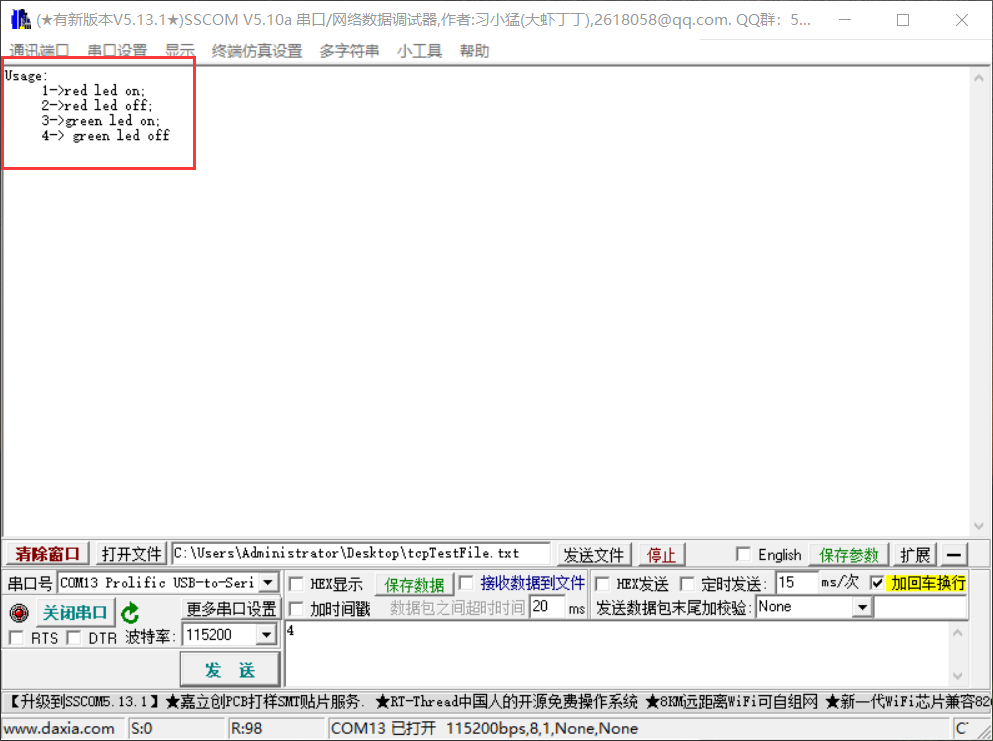 (★有新版本V5.13.1★)SSCOM V5.10a 串口/网络数据调试器,作者:习小猛(大虾丁丁),2618058@qq.com. QQ群: 5...
通讯端口 串口设置 显示 终端仿真设置 多字符串 小工具 帮助
Usage:
1->red led on;
2->red led off;
3->green led on;
4-> green led off
清除窗口 打开文件 C:\Users\Administrator\Desktop\tcpTestFile.txt 发送文件 停止 English 保存参数 扩展 —
串口号 COM13 Prolific USB-to-Seri HEX显示 保存数据 接收数据到文件 HEX发送 定时发送: 15 ms/次 加回车换行
关闭串口 更多串口设置 加时间戳 数据包之间超时时间 20 ms 发送数据包末尾加校验: None
RTS DTR 波特率: 115200 4
发 送
【升级到SSCOM5.13.1】★嘉立创PCB打样SMT贴片服务. ★RT-Thread中国人的开源免费操作系统 ★8KM远距离WiFi可自组网 ★新一代WiFi芯片兼容82
www.daxia.com S:0 R:98 COM13 已打开 115200bps,8,1,None,None